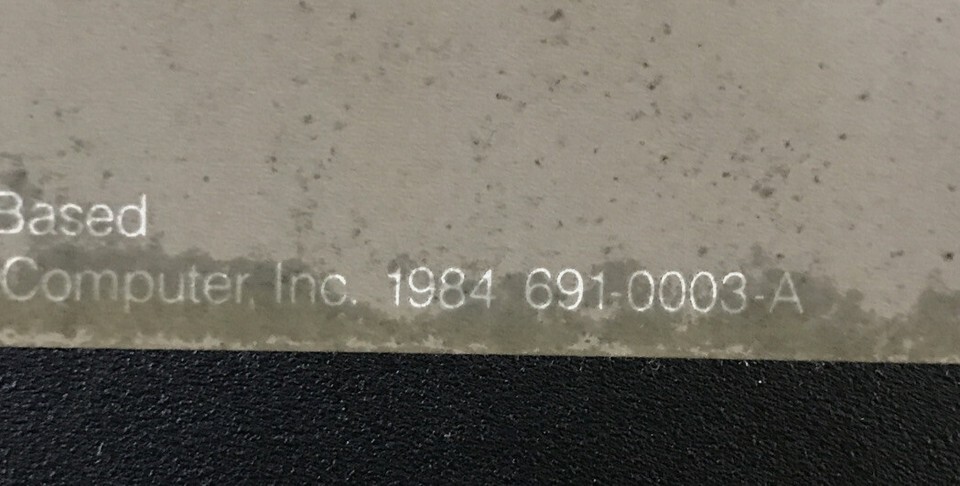 Based
Computer, Inc. 1984 691-0003-A